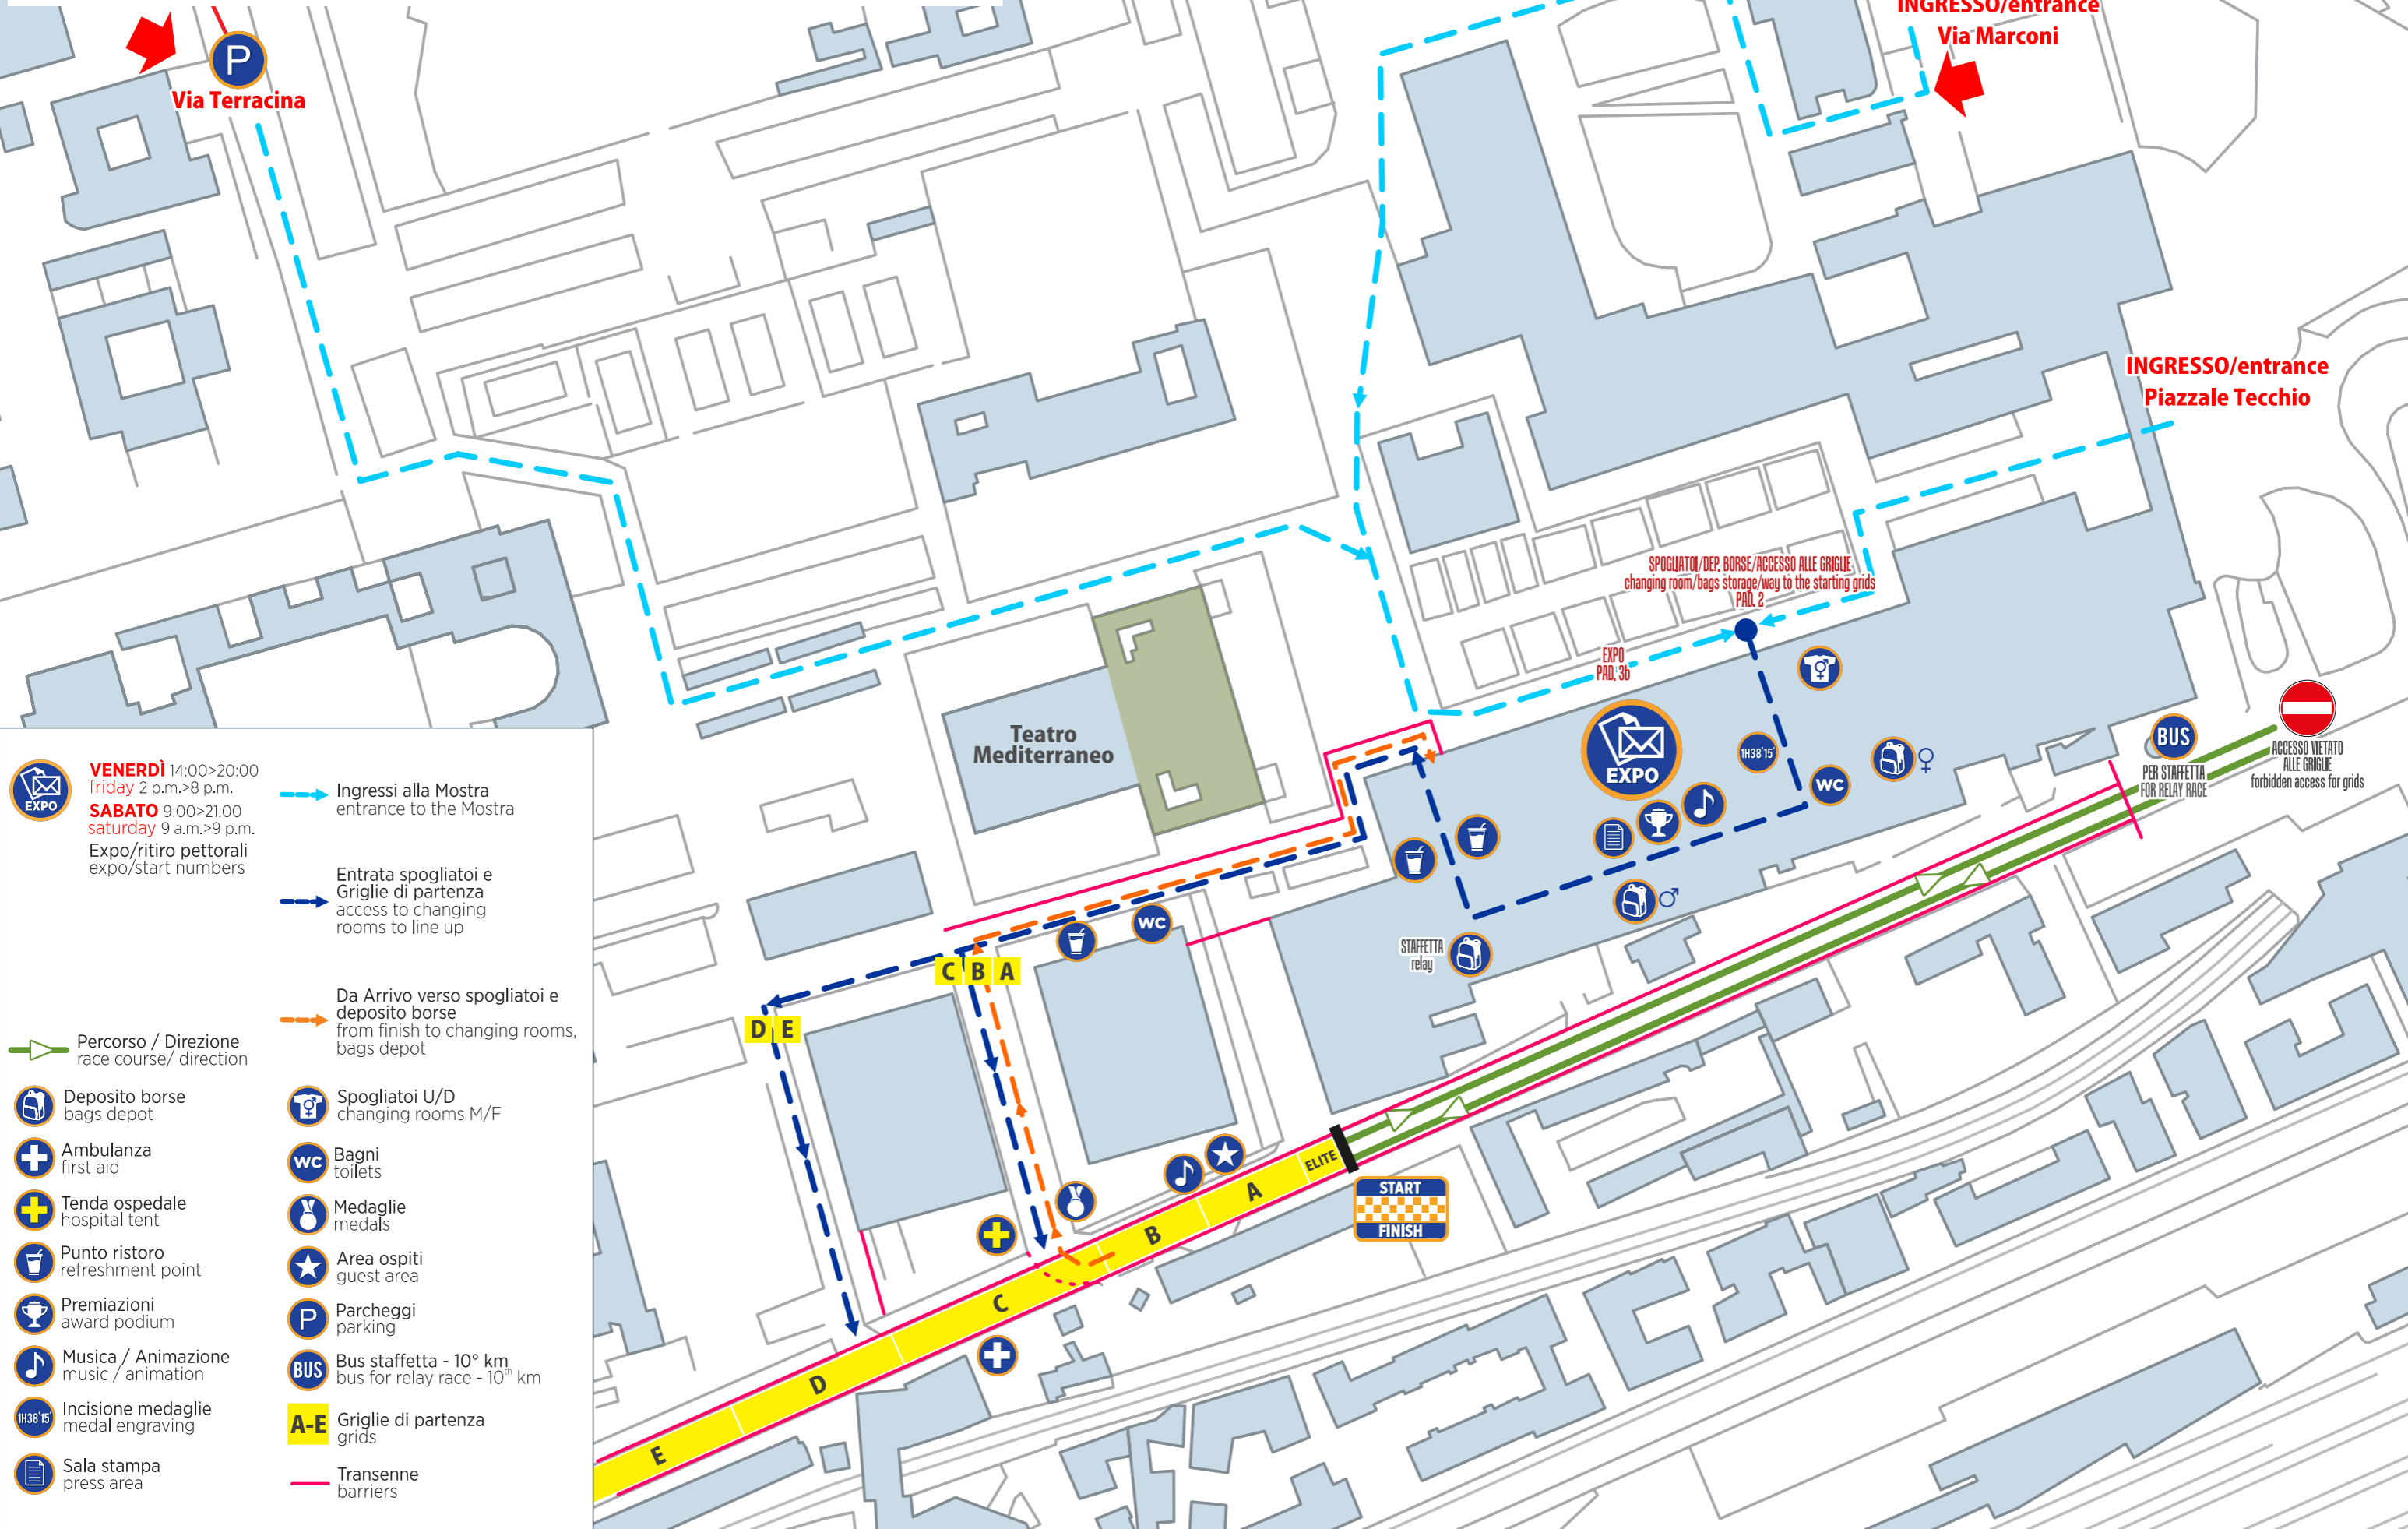 INGRESSO/entrance
Via Marconi
P
Via Terracina
INGRESSO/entrance
Piazzale Tecchio
SPOGLIATOI/DEP. BORSE/ACCESSO ALLE GRIGLIE
changing room/bags storage/way to the starting grids
PAD. 2
EXPO
PAD. 3b
Teatro
Mediterraneo
EXPO
1H38'15'
WC
BUS
PER STAFFETTA
FOR RELAY RACE
ACCESSO VIETATO
ALLE GRIGLIE
forbidden access for grids
WC
STAFFETTA
relay
C B A
D E
ELITE
A
B
C
D
E
START
FINISH
EXPO
VENERDÌ 14:00>20:00
friday 2 p.m.>8 p.m.
SABATO 9:00>21:00
saturday 9 a.m.>9 p.m.
Expo/ritiro pettorali
expo/start numbers
Ingressi alla Mostra
entrance to the Mostra
Entrata spogliatoi e
Griglie di partenza
access to changing
rooms to line up
Da Arrivo verso spogliatoi e
deposito borse
from finish to changing rooms,
bags depot
Percorso / Direzione
race course/ direction
Deposito borse
bags depot
Ambulanza
first aid
Tenda ospedale
hospital tent
Punto ristoro
refreshment point
Premiazioni
award podium
Musica / Animazione
music / animation
1H38'15'
Incisione medaglie
medal engraving
Sala stampa
press area
Spogliatoi U/D
changing rooms M/F
WC
Bagni
toilets
Medaglie
medals
Area ospiti
guest area
P
Parcheggi
parking
BUS
Bus staffetta - 10° km
bus for relay race - 10th km
A-E
Griglie di partenza
grids
Transenne
barriers